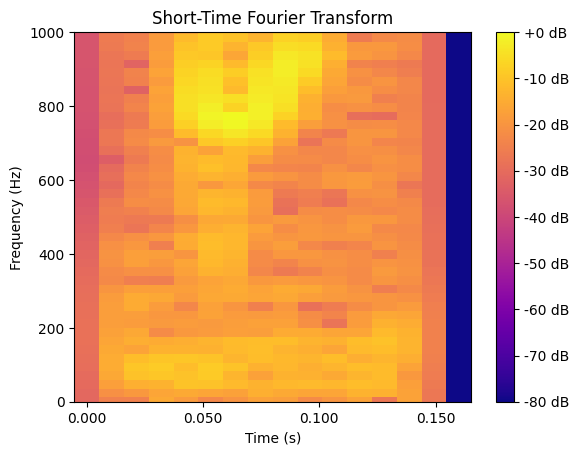 Short-Time Fourier Transform
1000
800
600
400
200
0
Frequency (Hz)
0.000
0.050
0.100
0.150
Time (s)
+0 dB
-10 dB
-20 dB
-30 dB
-40 dB
-50 dB
-60 dB
-70 dB
-80 dB